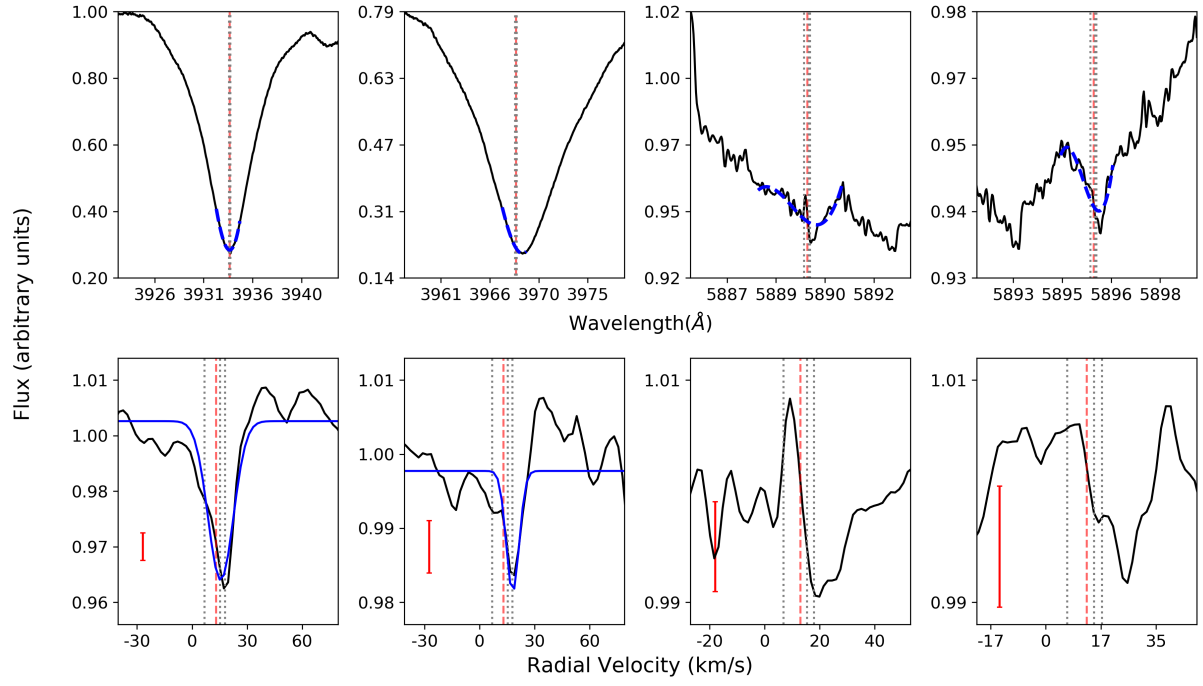 1.00 0.79 1.02 0.98
0.80 0.63 1.00 0.97
0.60 0.47 0.97 0.95
0.40 0.31 0.95 0.94
0.20 0.14 0.92 0.93
3926 3931 3936 3940 3961 3966 3970 3975 5887 5889 5890 5892 5893 5895 5896 5898
Wavelength(Å)
Flux (arbitrary units)
1.01 1.01 1.01 1.01
1.00 1.00
0.98 0.99
0.97
0.96 0.98 0.99 0.99
-30 0 30 60 -30 0 30 60 -20 0 20 40 -17 0 17 35
Radial Velocity (km/s)